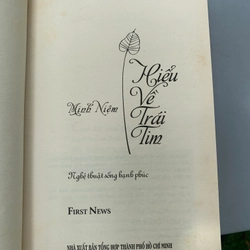 Minh Niệm
Hiểu
Về
Trái
Tim
Nghệ thuật sống hạnh phúc
FIRST NEWS
NHÀ XUẤT BẢN TỔNG HỢP THÀNH PHỐ HỒ CHÍ MINH